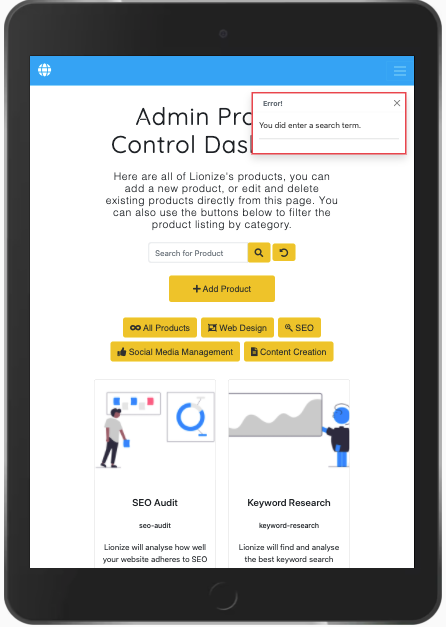 Admin Pro
Control Das
Error!
You did enter a search term.
Here are all of Lionize's products, you can
add a new product, or edit and delete
existing products directly from this page. You
can also use the buttons below to filter the
product listing by category.
Search for Product
Add Product
All Products
Web Design
SEO
Social Media Management
Content Creation
SEO Audit
seo-audit
Lionize will analyse how well
your website adheres to SEO
Keyword Research
keyword-research
Lionize will find and analyse
the best keyword search